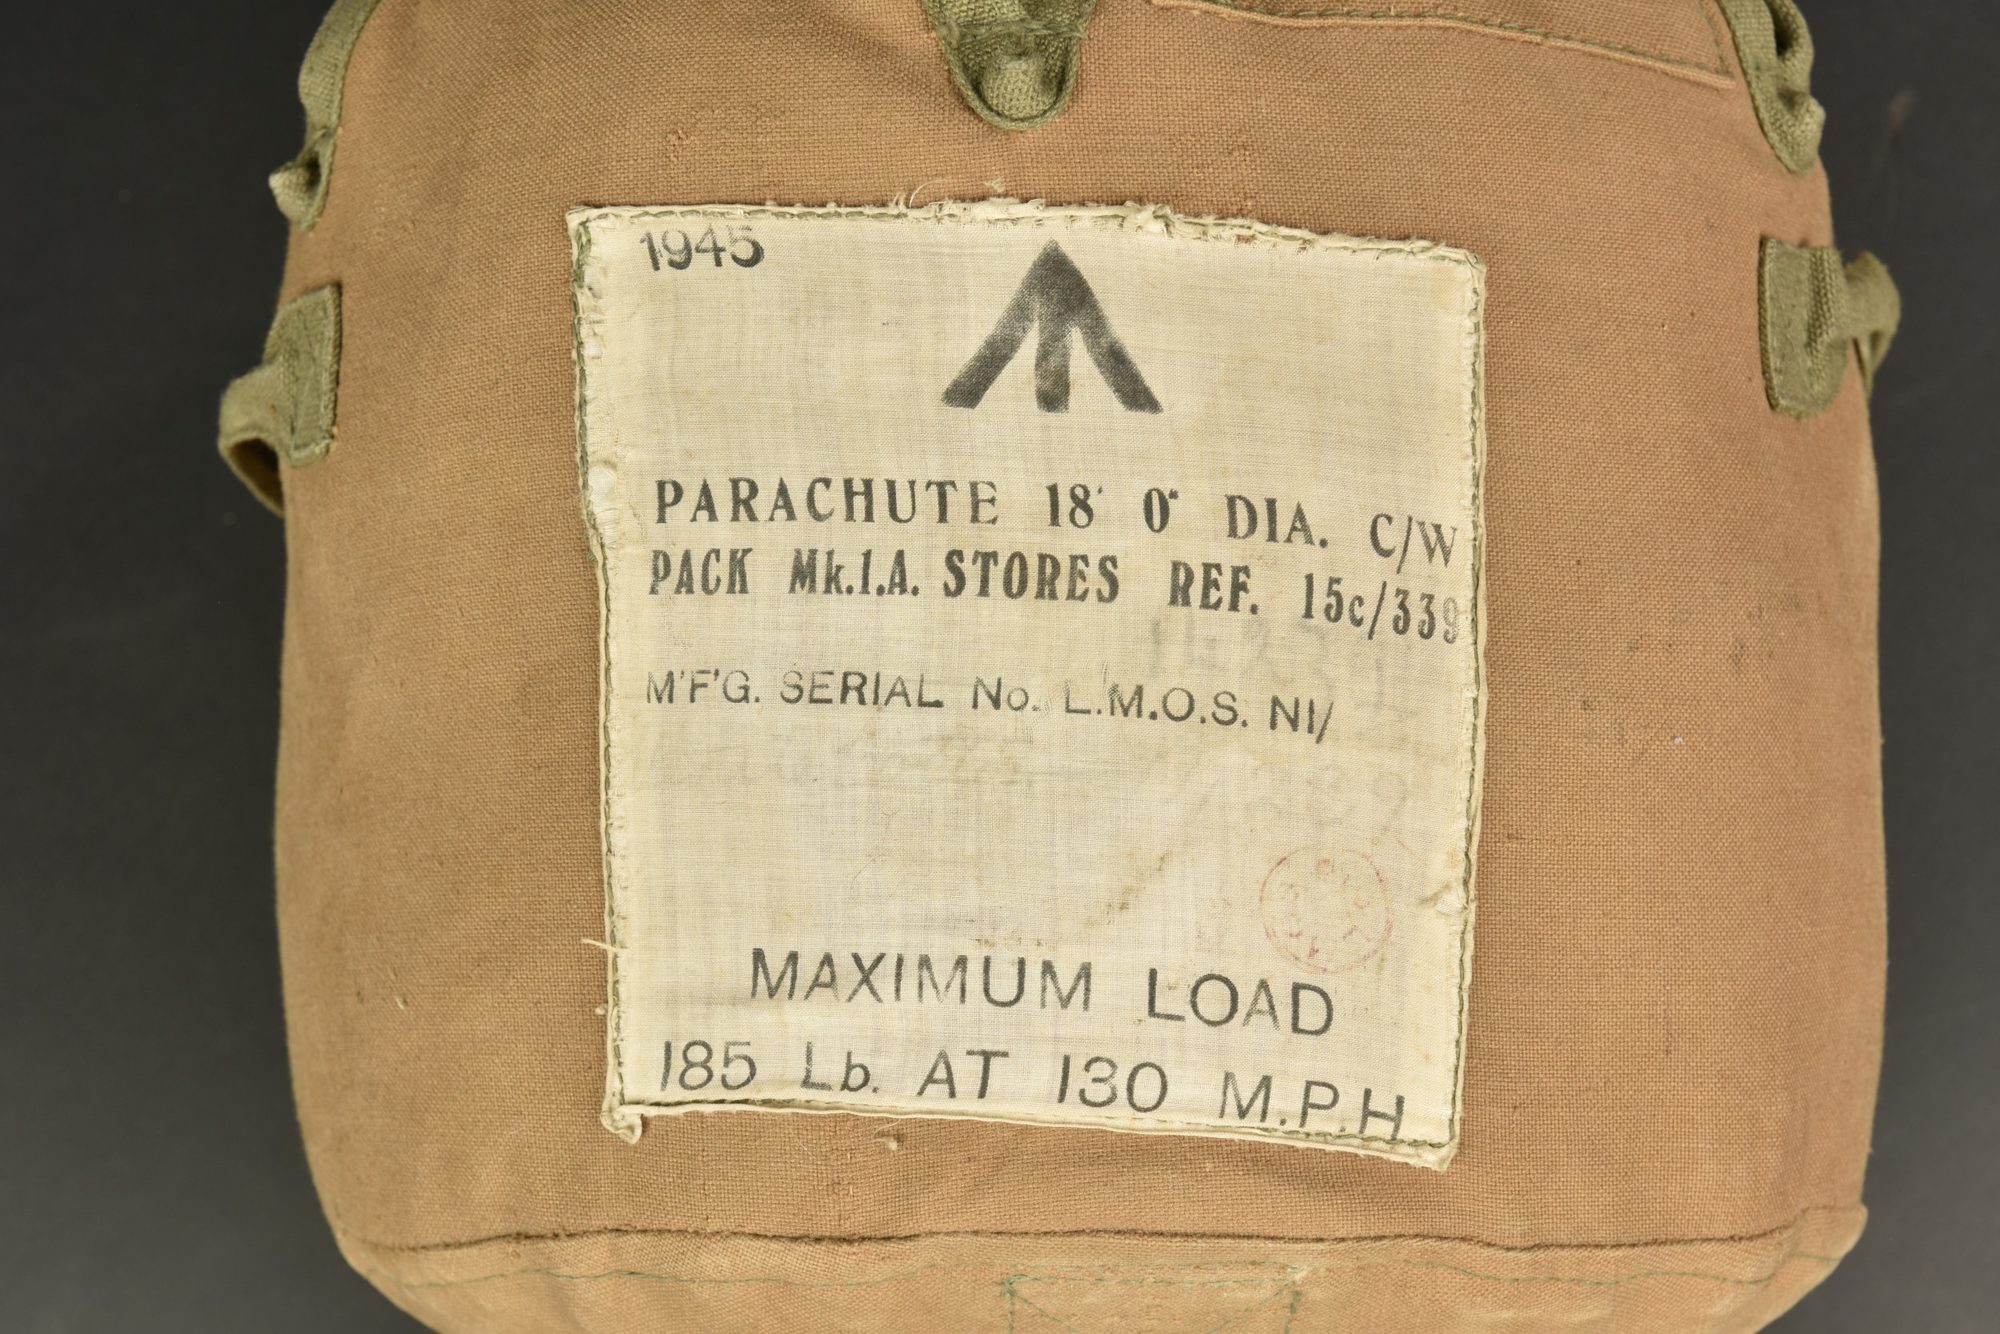 1945
PARACHUTE 18' 0" DIA. C/W
PACK Mk.1.A. STORES REF. 15c/339
M'F'G. SERIAL No. L.M.O.S. NI/
MAXIMUM LOAD
185 Lb. AT 130 M.P.H